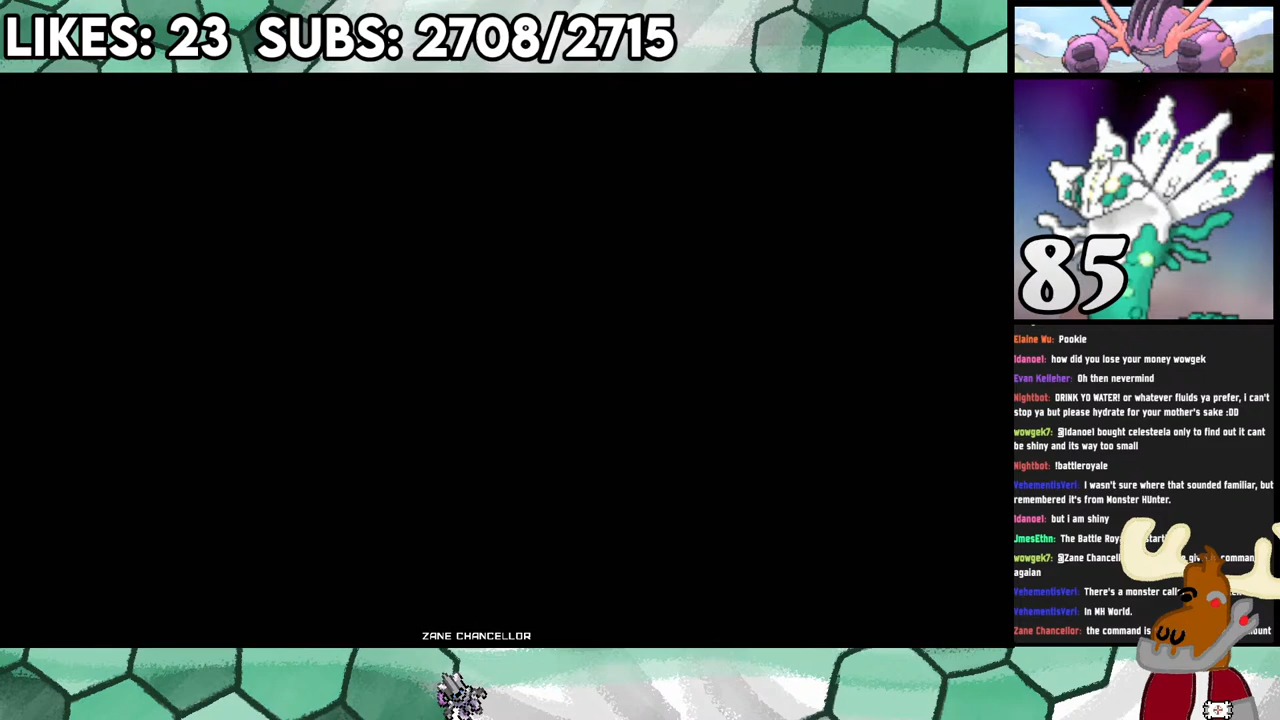 LIKES: 23 SUBS: 2708/2715
85
Elaine Wu: Pookie
Idanoel: how did you lose your money wowgek
Evan Kelleher: Oh then nevermind
Nightbot: DRINK YO WATER! or whatever fluids ya prefer, i can't
stop ya but please hydrate for your mother's sake :DD
wowgek7: @Idanoel bought celesteela only to find out it cant
be shiny and its way too small
Nightbot: !battleroyale
VehementisVeri: I wasn't sure where that sounded familiar, but
remembered it's from Monster HUnter.
Idanoel: but i am shiny
JmesEthn: The Battle
wowgek7: @Zane
agaian
VehementisVeri: There's a monster
VehementisVeri: In MH World.
Zane Chancellor: the command is
ZANE CHANCELLOR